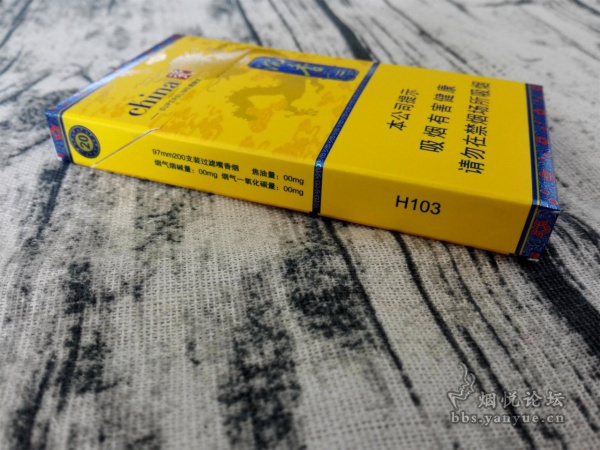 china
本公司提示
吸烟有害健康
请勿在禁烟场所吸烟
20
97mm200支装过滤嘴香烟 焦油量：00mg
烟气烟碱量：00mg 烟气一氧化碳量：00mg
H103
烟悦论坛
bbs.yanyue.cn